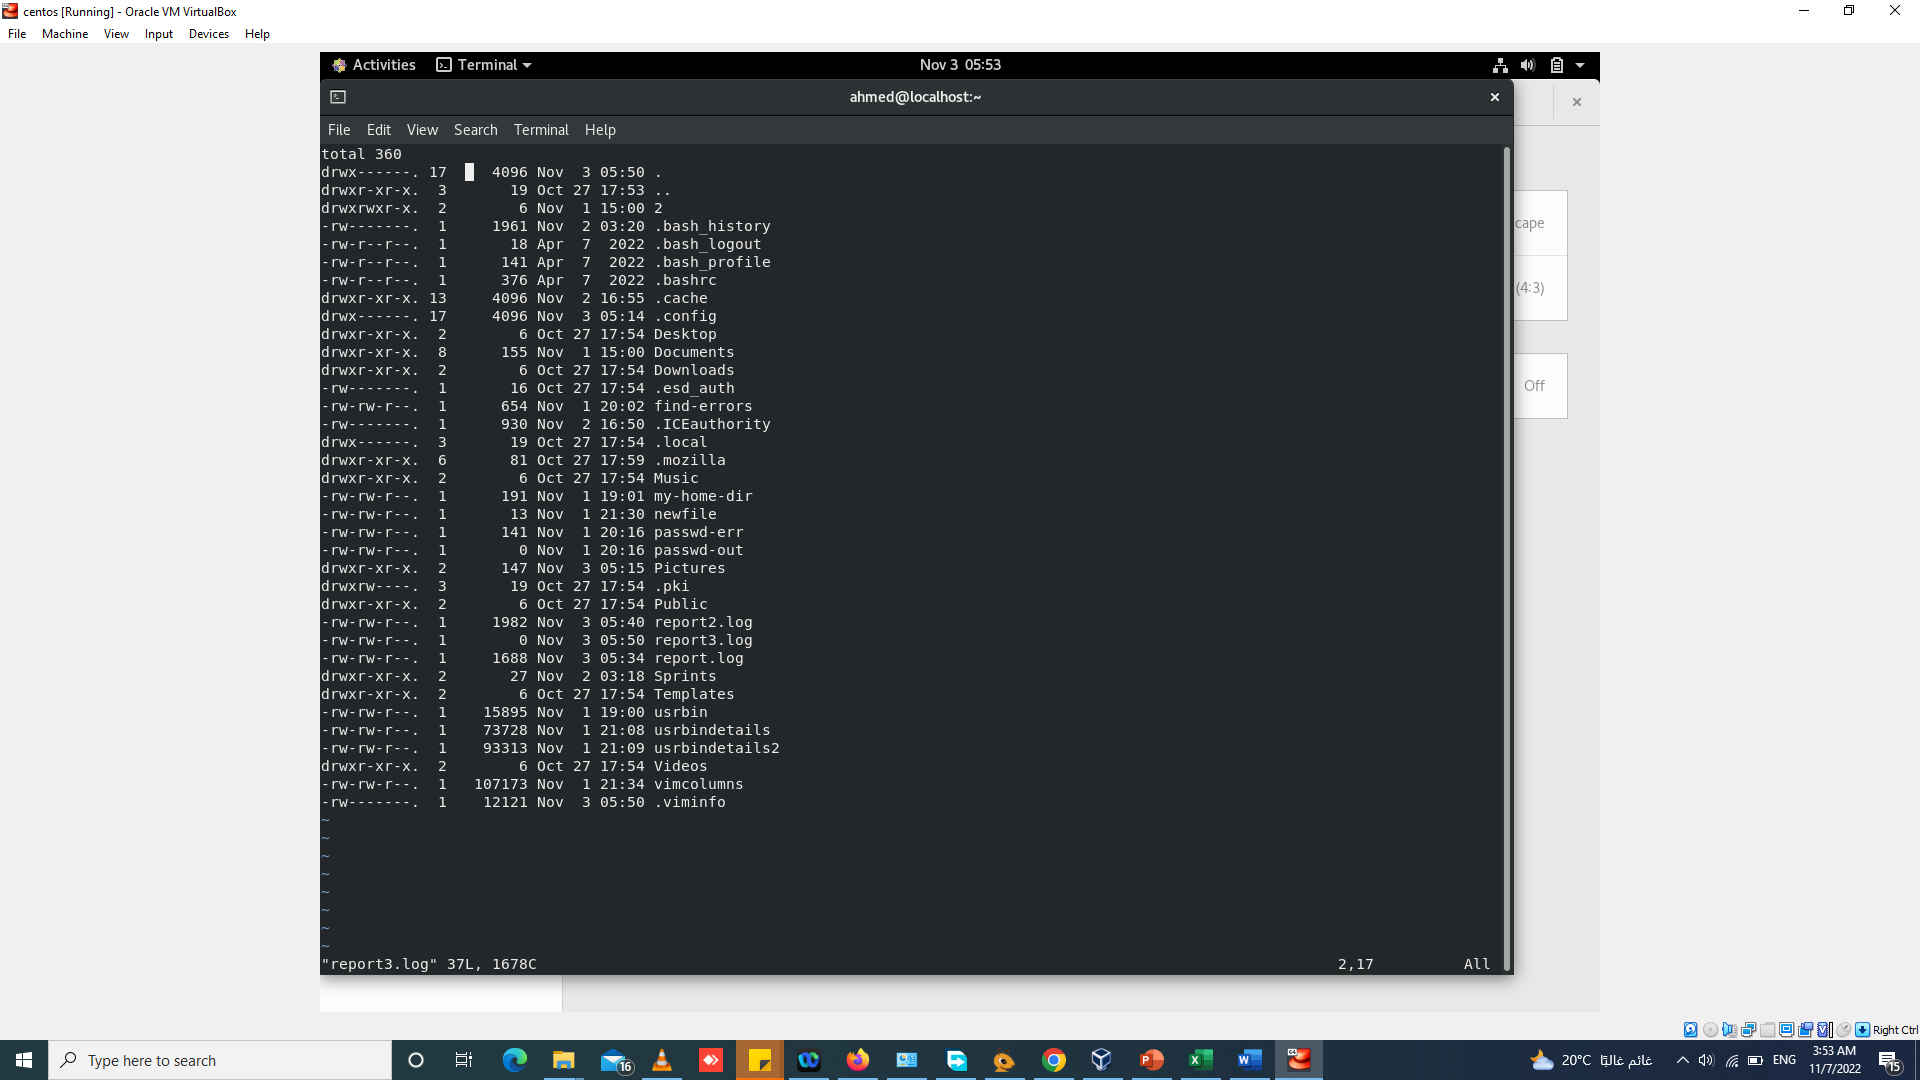 centos [Running] - Oracle VM VirtualBox
File Machine View Input Devices Help
Activities Terminal Nov 3 05:53
ahmed@localhost:~
File Edit View Search Terminal Help
total 360
drwx------. 17 4096 Nov 3 05:50 .
drwxr-xr-x. 3 19 Oct 27 17:53 ..
drwxrwxr-x. 2 6 Nov 1 15:00 2
-rw-------. 1 1961 Nov 2 03:20 .bash_history
-rw-r--r--. 1 18 Apr 7 2022 .bash_logout
-rw-r--r--. 1 141 Apr 7 2022 .bash_profile
-rw-r--r--. 1 376 Apr 7 2022 .bashrc
drwxr-xr-x. 13 4096 Nov 2 16:55 .cache
drwx------. 17 4096 Nov 3 05:14 .config
drwxr-xr-x. 2 6 Oct 27 17:54 Desktop
drwxr-xr-x. 8 155 Nov 1 15:00 Documents
drwxr-xr-x. 2 6 Oct 27 17:54 Downloads
-rw-------. 1 16 Oct 27 17:54 .esd_auth
-rw-rw-r--. 1 654 Nov 1 20:02 find-errors
-rw-------. 1 930 Nov 2 16:50 .ICEauthority
drwx------. 3 19 Oct 27 17:54 .local
drwxr-xr-x. 6 81 Oct 27 17:59 .mozilla
drwxr-xr-x. 2 6 Oct 27 17:54 Music
-rw-rw-r--. 1 191 Nov 1 19:01 my-home-dir
-rw-rw-r--. 1 13 Nov 1 21:30 newfile
-rw-rw-r--. 1 141 Nov 1 20:16 passwd-err
-rw-rw-r--. 1 0 Nov 1 20:16 passwd-out
drwxr-xr-x. 2 147 Nov 3 05:15 Pictures
drwxrw----. 3 19 Oct 27 17:54 .pki
drwxr-xr-x. 2 6 Oct 27 17:54 Public
-rw-rw-r--. 1 1982 Nov 3 05:40 report2.log
-rw-rw-r--. 1 0 Nov 3 05:50 report3.log
-rw-rw-r--. 1 1688 Nov 3 05:34 report.log
drwxr-xr-x. 2 27 Nov 2 03:18 Sprints
drwxr-xr-x. 2 6 Oct 27 17:54 Templates
-rw-rw-r--. 1 15895 Nov 1 19:00 usrbin
-rw-rw-r--. 1 73728 Nov 1 21:08 usrbindetails
-rw-rw-r--. 1 93313 Nov 1 21:09 usrbindetails2
drwxr-xr-x. 2 6 Oct 27 17:54 Videos
-rw-rw-r--. 1 107173 Nov 1 21:34 vimcolumns
-rw-------. 1 12121 Nov 3 05:50 .viminfo
~
~
~
~
~
~
~
~
"report3.log" 37L, 1678C 2,17 All
cape
(4:3)
Off
Right Ctrl
Type here to search
16
20°C غائم غالبًا
ENG
3:53 AM
11/7/2022
15